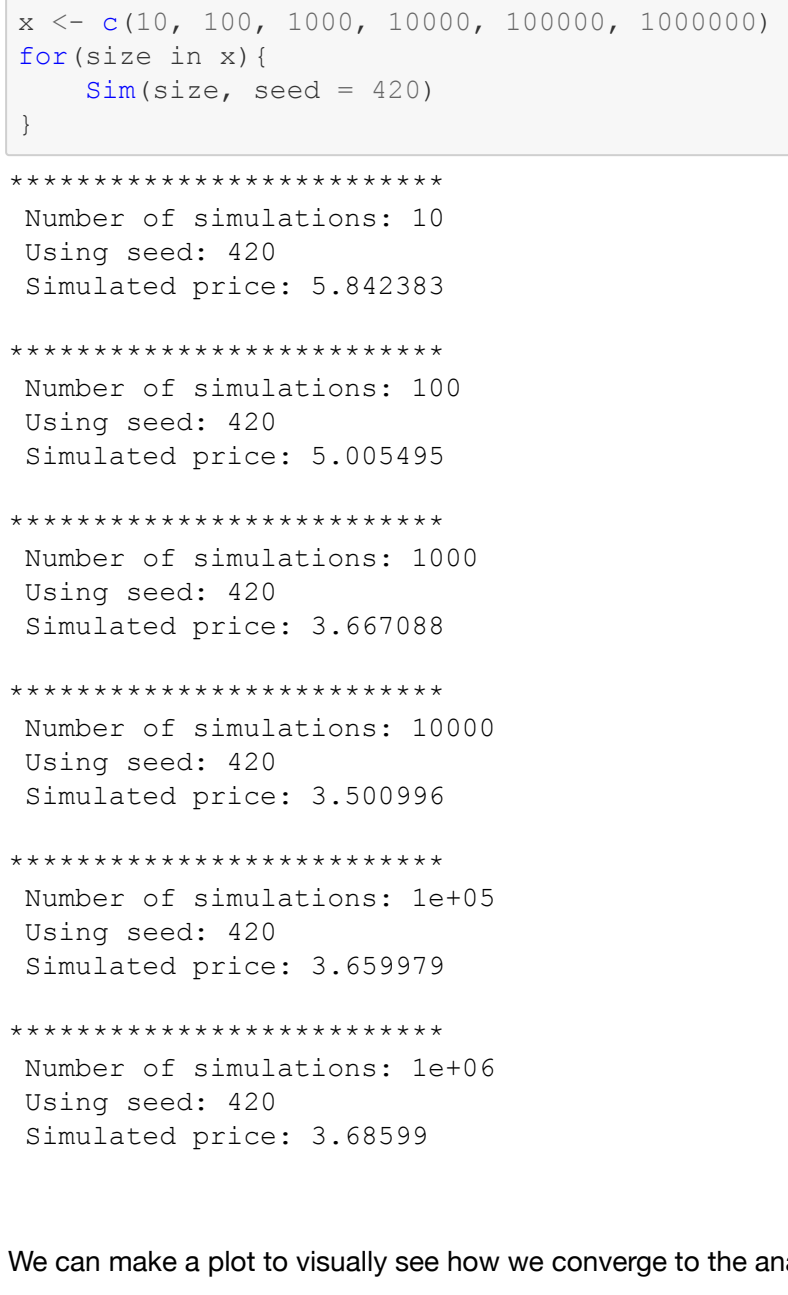 x <- c(10, 100, 1000, 10000, 100000, 1000000)
for(size in x){
    Sim(size, seed = 420)
}
**************************
Number of simulations: 10
Using seed: 420
Simulated price: 5.842383
**************************
Number of simulations: 100
Using seed: 420
Simulated price: 5.005495
**************************
Number of simulations: 1000
Using seed: 420
Simulated price: 3.667088
**************************
Number of simulations: 10000
Using seed: 420
Simulated price: 3.500996
**************************
Number of simulations: 1e+05
Using seed: 420
Simulated price: 3.659979
**************************
Number of simulations: 1e+06
Using seed: 420
Simulated price: 3.68599
We can make a plot to visually see how we converge to the